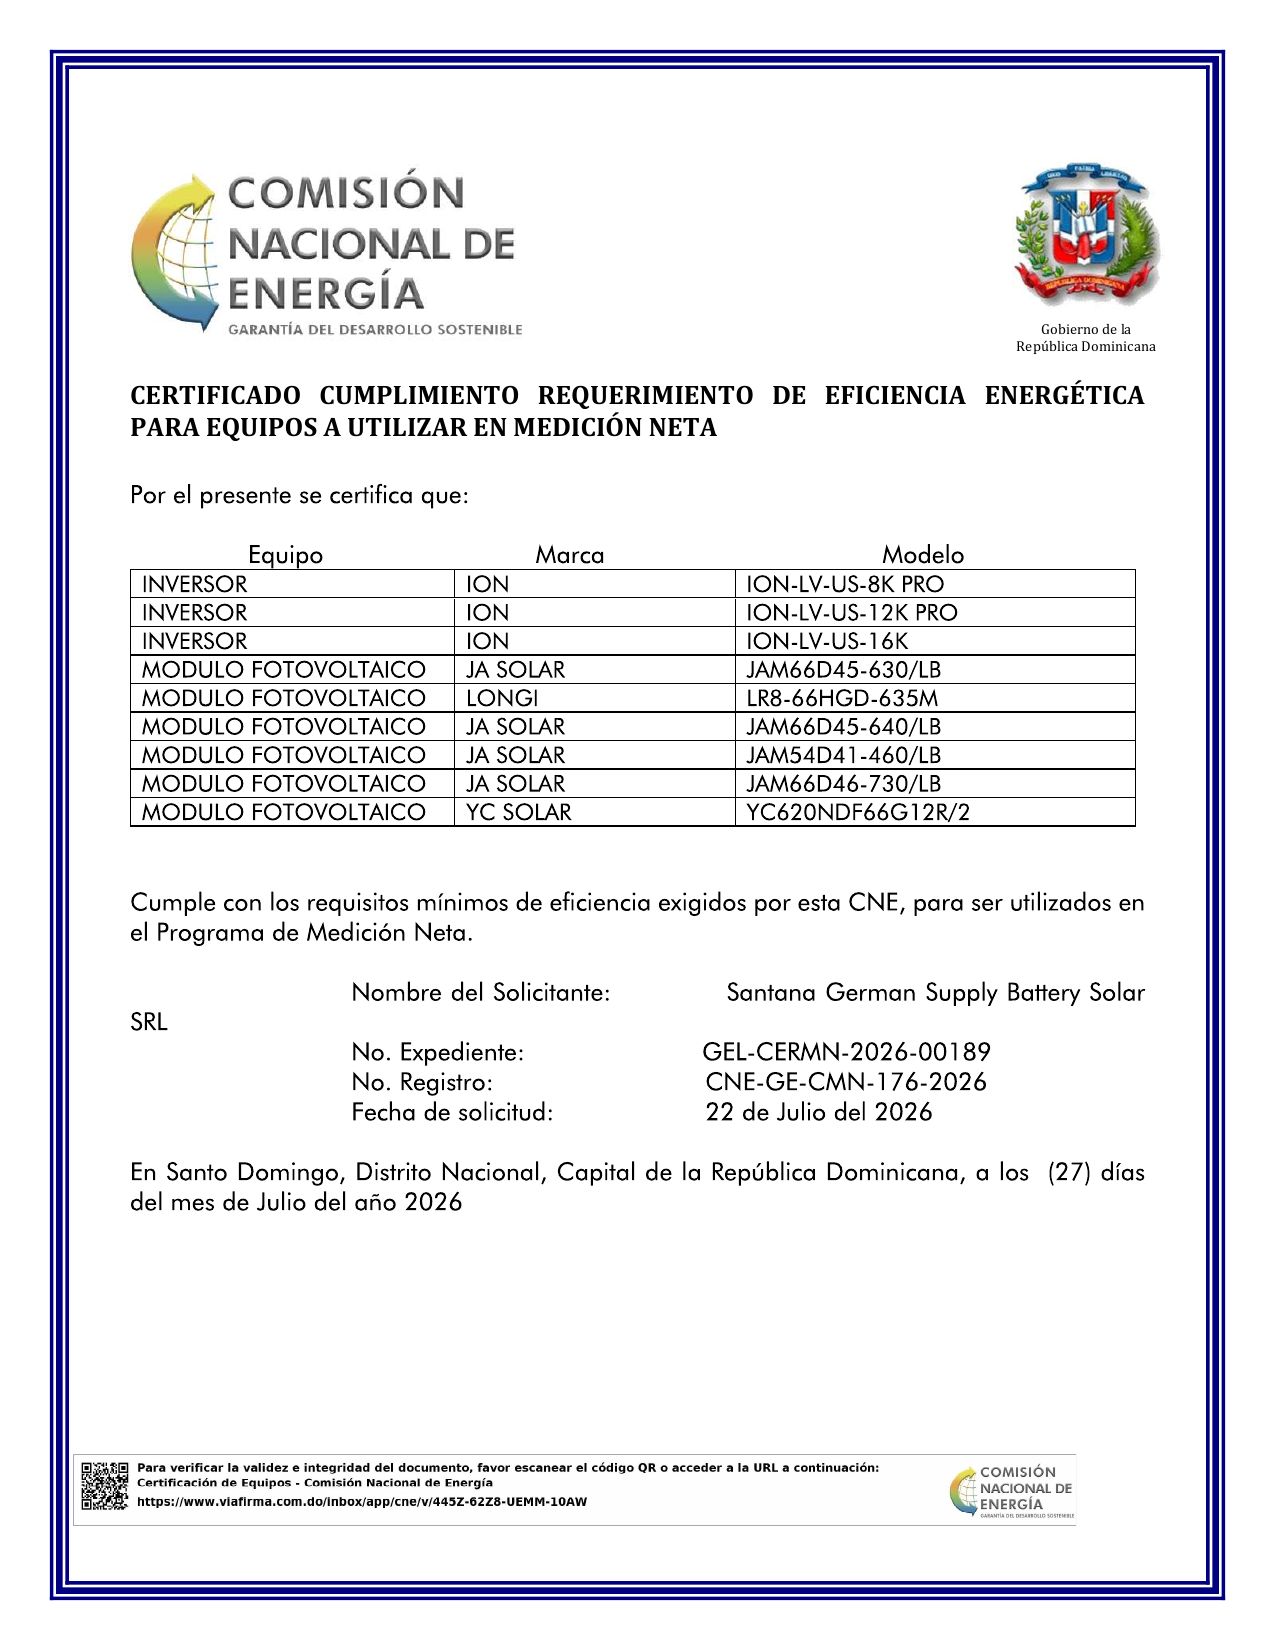 COMISIÓN
NACIONAL DE
ENERGÍA
GARANTÍA DEL DESARROLLO SOSTENIBLE
DIOS PATRIA LIBERTAD
REPUBLICA DOMINICANA
Gobierno de la
República Dominicana
CERTIFICADO CUMPLIMIENTO REQUERIMIENTO DE EFICIENCIA ENERGÉTICA
PARA EQUIPOS A UTILIZAR EN MEDICIÓN NETA
Por el presente se certifica que:
Equipo Marca Modelo
INVERSOR ION ION-LV-US-8K PRO
INVERSOR ION ION-LV-US-12K PRO
INVERSOR ION ION-LV-US-16K
MODULO FOTOVOLTAICO JA SOLAR JAM66D45-630/LB
MODULO FOTOVOLTAICO LONGI LR8-66HGD-635M
MODULO FOTOVOLTAICO JA SOLAR JAM66D45-640/LB
MODULO FOTOVOLTAICO JA SOLAR JAM54D41-460/LB
MODULO FOTOVOLTAICO JA SOLAR JAM66D46-730/LB
MODULO FOTOVOLTAICO YC SOLAR YC620NDF66G12R/2
Cumple con los requisitos mínimos de eficiencia exigidos por esta CNE, para ser utilizados en
el Programa de Medición Neta.
Nombre del Solicitante: Santana German Supply Battery Solar
SRL
No. Expediente: GEL-CERMN-2026-00189
No. Registro: CNE-GE-CMN-176-2026
Fecha de solicitud: 22 de Julio del 2026
En Santo Domingo, Distrito Nacional, Capital de la República Dominicana, a los (27) días
del mes de Julio del año 2026
Para verificar la validez e integridad del documento, favor escanear el código QR o acceder a la URL a continuación:
Certificación de Equipos - Comisión Nacional de Energía
https://www.viafirma.com.do/inbox/app/cne/v/445Z-62Z8-UEMM-10AW
COMISIÓN
NACIONAL DE
ENERGÍA
GARANTÍA DEL DESARROLLO SOSTENIBLE